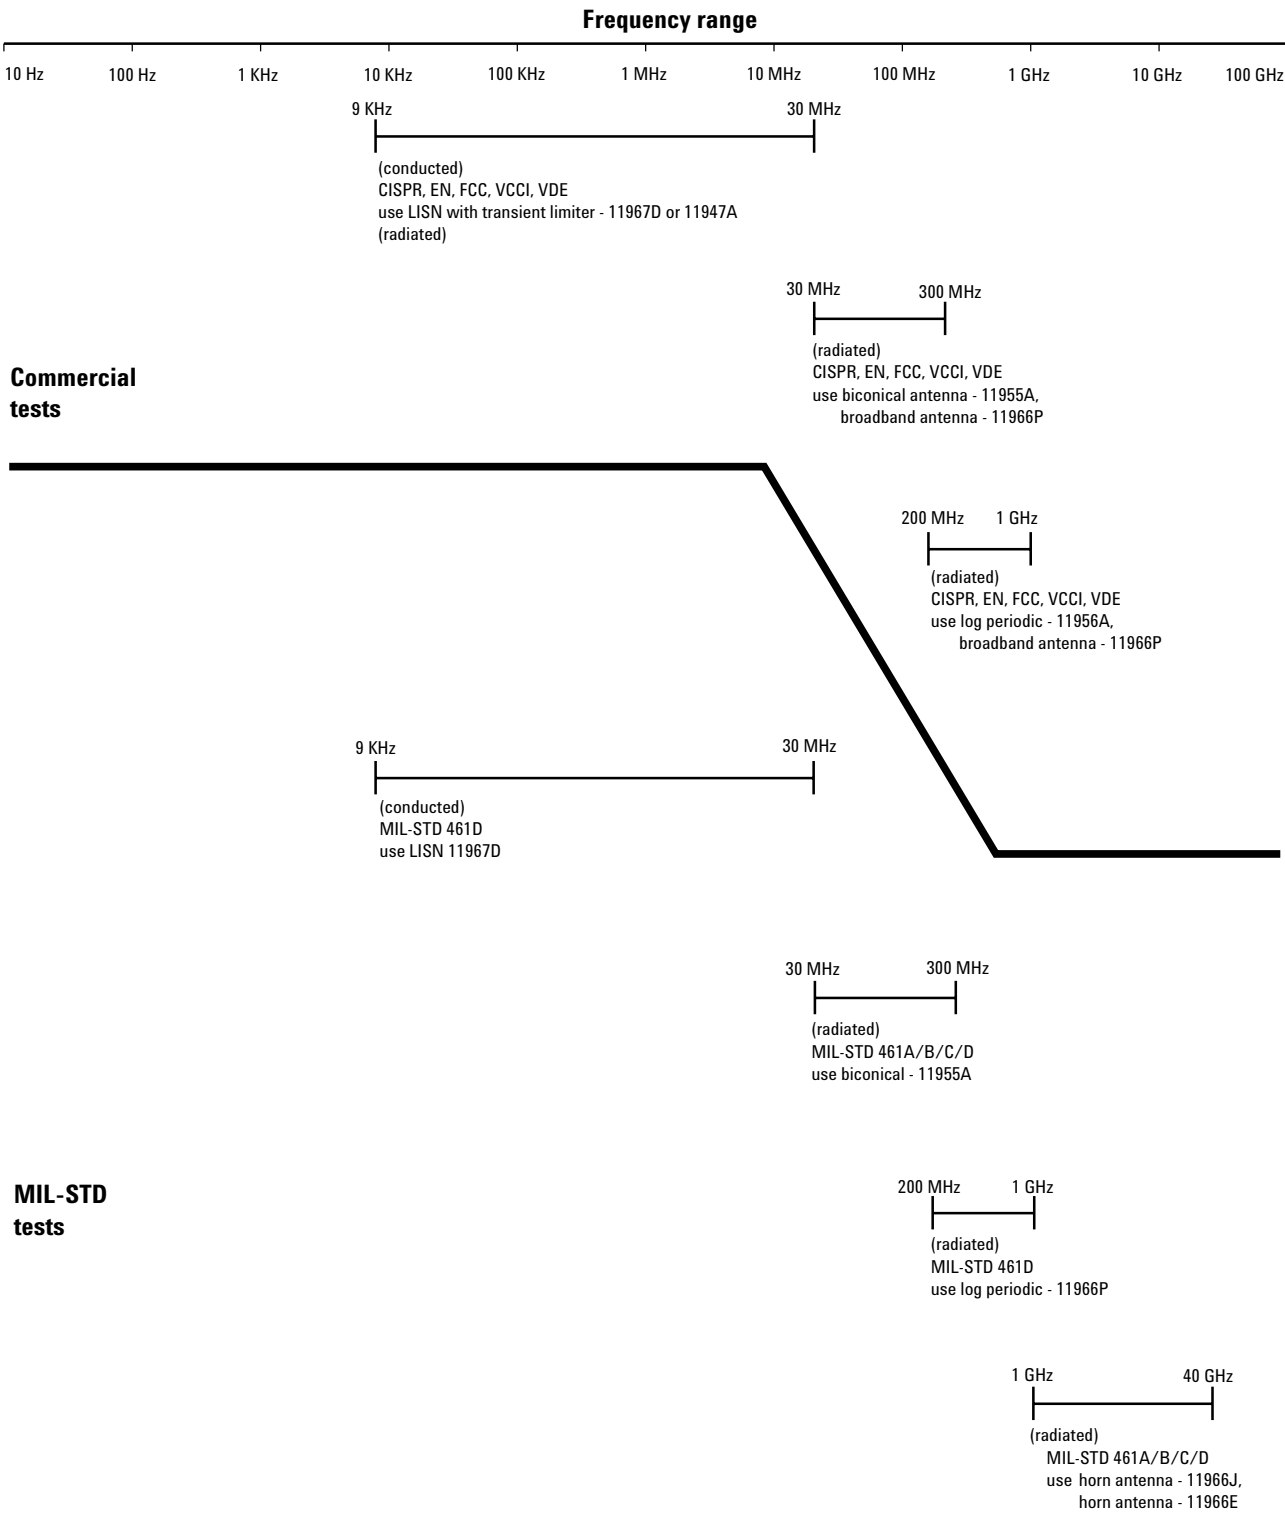 Frequency range
10 Hz 100 Hz 1 KHz 10 KHz 100 KHz 1 MHz 10 MHz 100 MHz 1 GHz 10 GHz 100 GHz
9 KHz 30 MHz
(conducted)
CISPR, EN, FCC, VCCI, VDE
use LISN with transient limiter - 11967D or 11947A
(radiated)
30 MHz 300 MHz
(radiated)
CISPR, EN, FCC, VCCI, VDE
use biconical antenna - 11955A,
broadband antenna - 11966P
Commercial
tests
200 MHz 1 GHz
(radiated)
CISPR, EN, FCC, VCCI, VDE
use log periodic - 11956A,
broadband antenna - 11966P
9 KHz 30 MHz
(conducted)
MIL-STD 461D
use LISN 11967D
30 MHz 300 MHz
(radiated)
MIL-STD 461A/B/C/D
use biconical - 11955A
MIL-STD
tests
200 MHz 1 GHz
(radiated)
MIL-STD 461D
use log periodic - 11966P
1 GHz 40 GHz
(radiated)
MIL-STD 461A/B/C/D
use horn antenna - 11966J,
horn antenna - 11966E